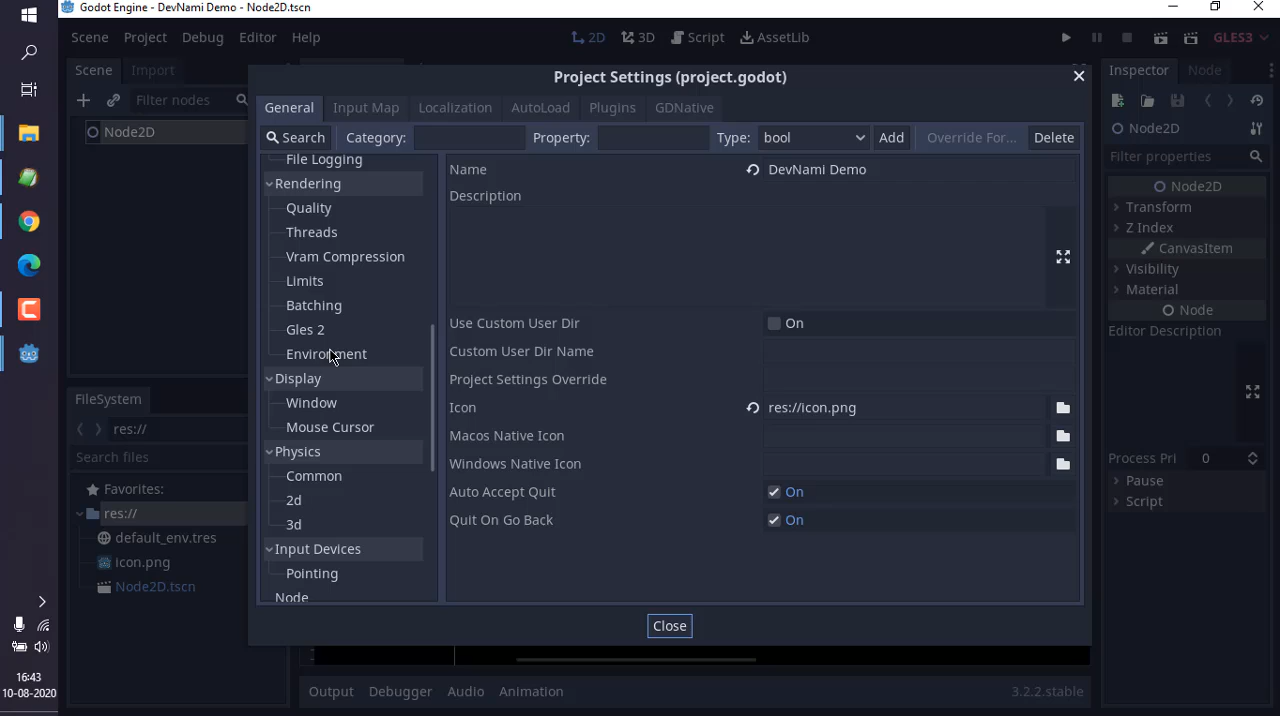 Godot Engine - DevNami Demo - Node2D.tscn
Scene Project Debug Editor Help
2D 3D Script AssetLib
GLES3
Scene Import
Filter nodes
Node2D
FileSystem
res://
Search files
Favorites:
res://
default_env.tres
icon.png
Node2D.tscn
Project Settings (project.godot)
General Input Map Localization AutoLoad Plugins GDNative
Search Category: Property: Type: bool Add Override For... Delete
File Logging
Rendering
Quality
Threads
Vram Compression
Limits
Batching
Gles 2
Environment
Display
Window
Mouse Cursor
Physics
Common
2d
3d
Input Devices
Pointing
Node
Name DevNami Demo
Description
Use Custom User Dir On
Custom User Dir Name
Project Settings Override
Icon res://icon.png
Macos Native Icon
Windows Native Icon
Auto Accept Quit On
Quit On Go Back On
Close
Inspector Node
Node2D
Filter properties
Node2D
Transform
Z Index
CanvasItem
Visibility
Material
Node
Editor Description
Process Pri 0
Pause
Script
Output Debugger Audio Animation 3.2.2.stable
16:43
10-08-2020